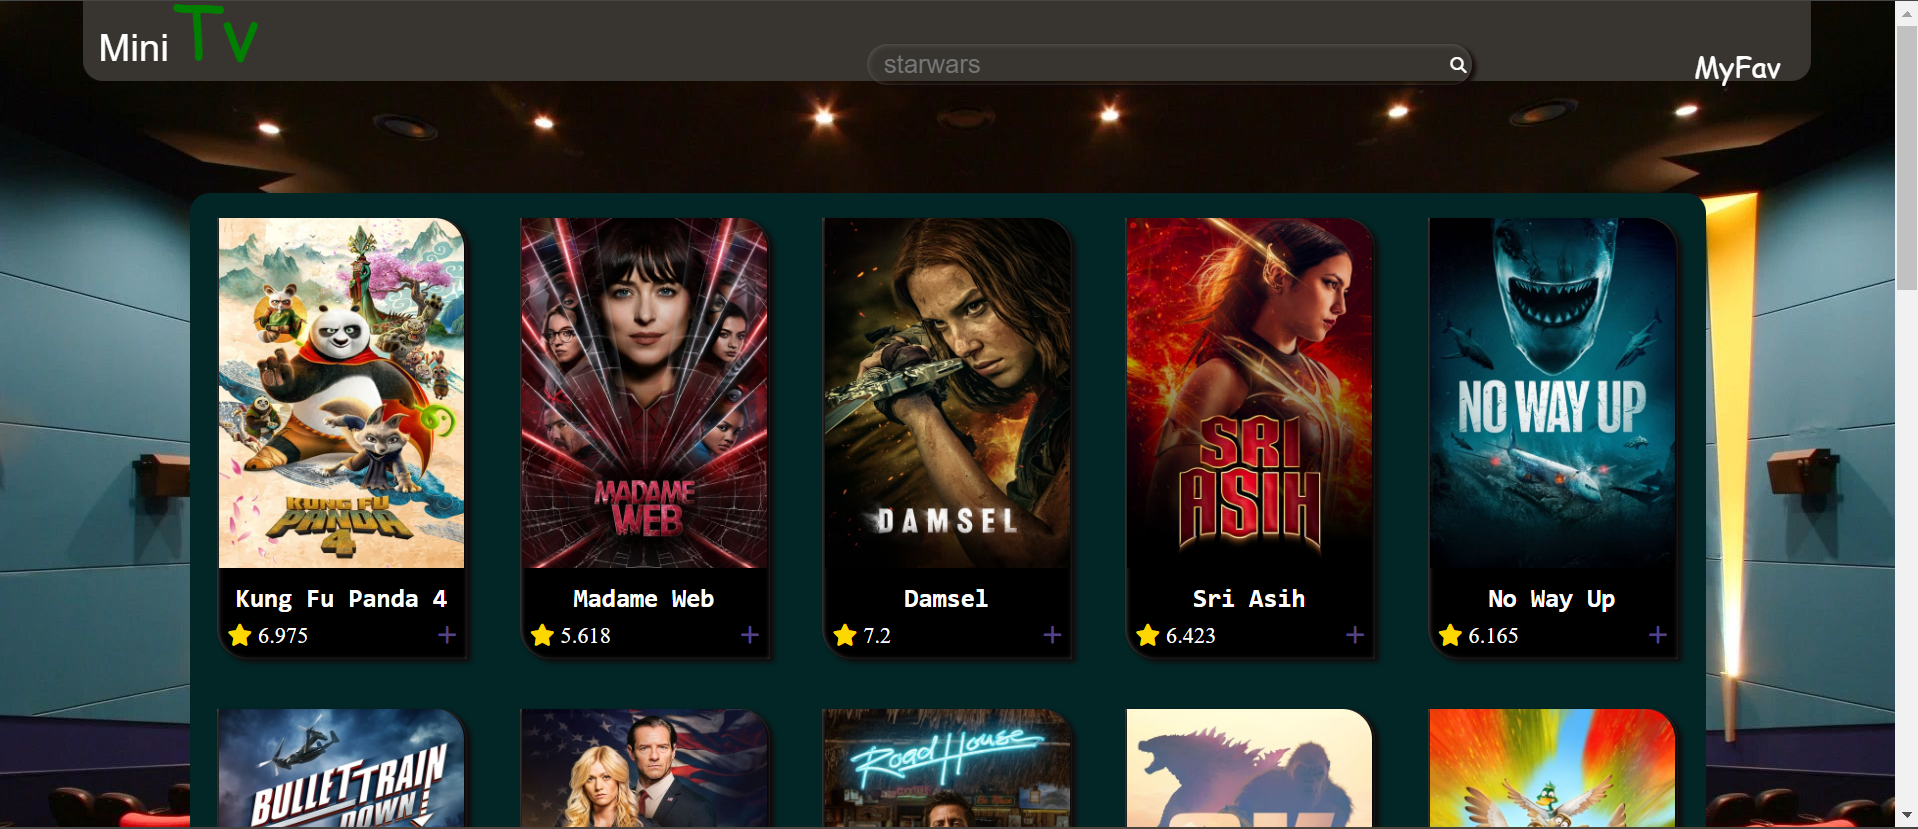 Mini Tv
starwars
MyFav
KUNG FU
PANDA
4
MADAME
WEB
DAMSEL
SRI
ASIH
NO WAY UP
Kung Fu Panda 4
Madame Web
Damsel
Sri Asih
No Way Up
6.975
+
5.618
+
7.2
+
6.423
+
6.165
+
BULLET TRAIN
DOWN!
Road House